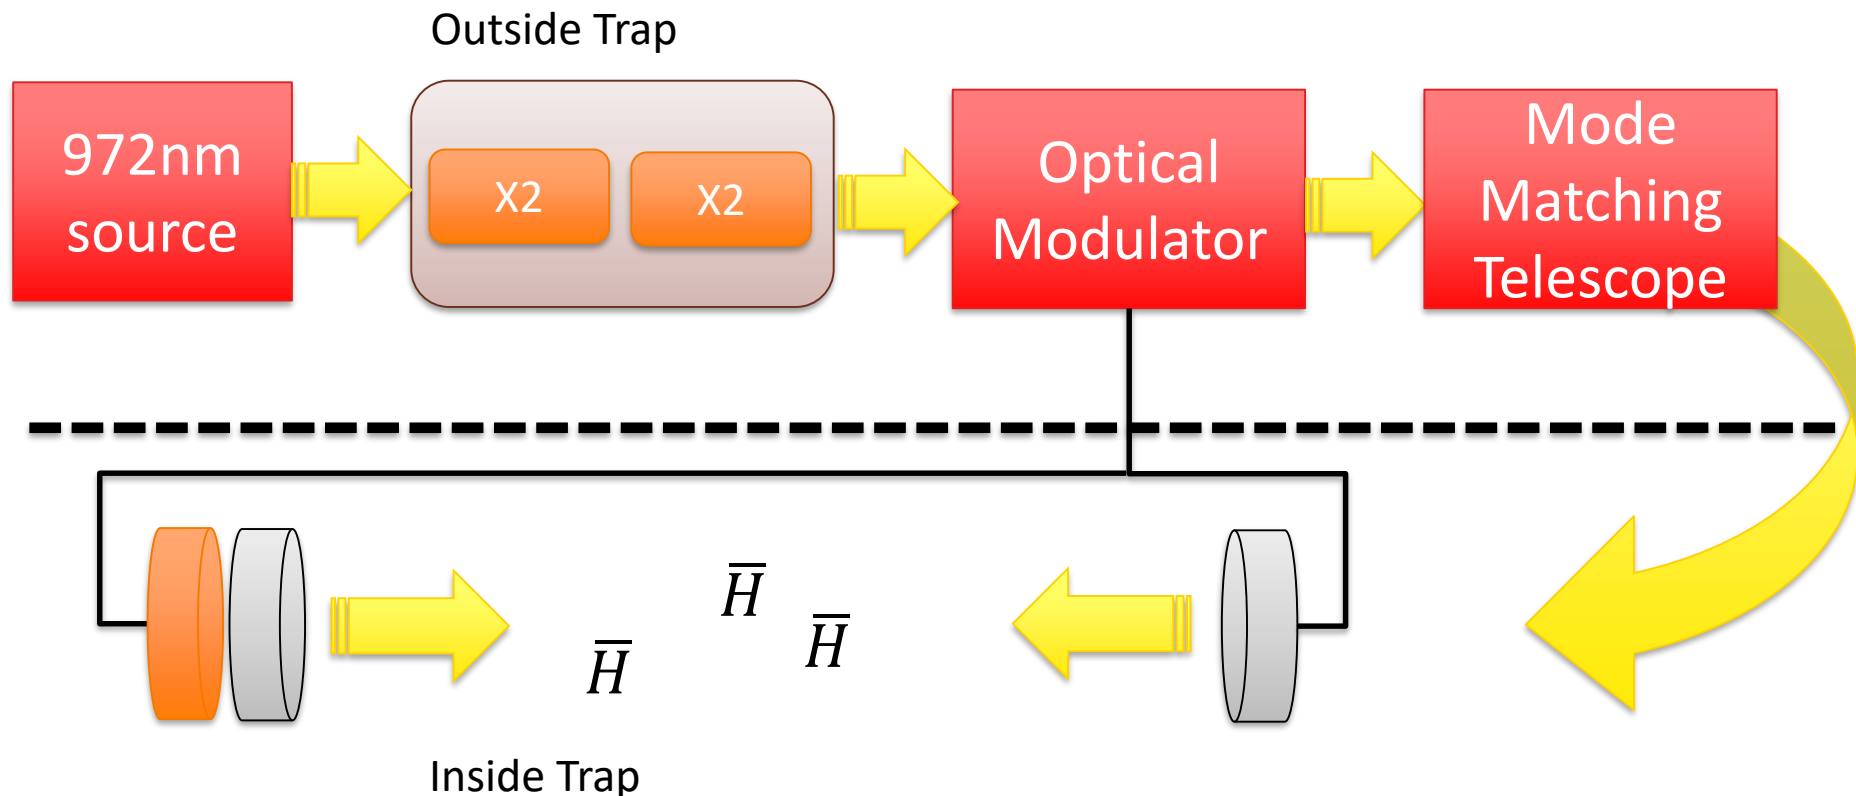 Outside Trap
972nm
source
X2
X2
Optical
Modulator
Mode
Matching
Telescope
H̅
H̅
H̅
Inside Trap